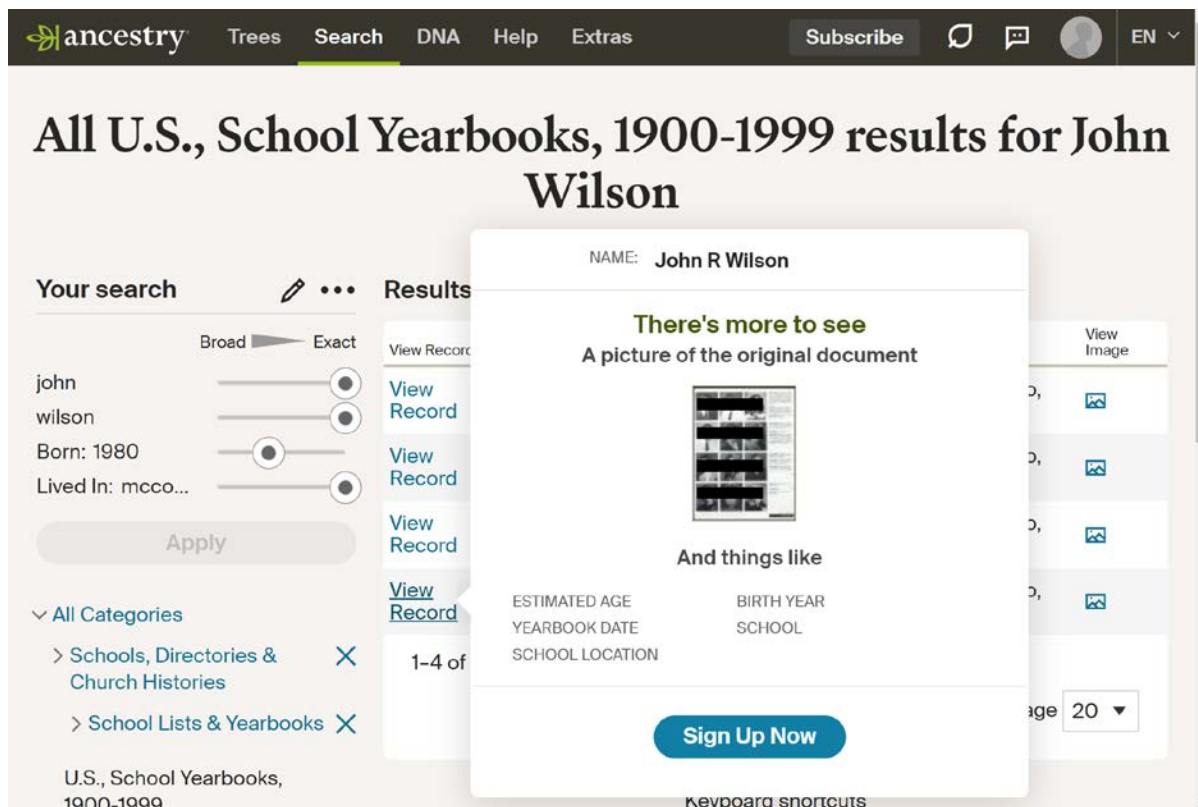 ancestry Trees Search DNA Help Extras Subscribe EN
All U.S., School Yearbooks, 1900-1999 results for John
Wilson
Your search
Broad Exact
john
wilson
Born: 1980
Lived In: mcco...
Apply
All Categories
Schools, Directories &
Church Histories
School Lists & Yearbooks
U.S., School Yearbooks,
1900-1999
Results
View Record
View
Image
View
Record
View
Record
View
Record
View
Record
1–4 of
20
NAME: John R Wilson
There's more to see
A picture of the original document
And things like
ESTIMATED AGE BIRTH YEAR
YEARBOOK DATE SCHOOL
SCHOOL LOCATION
Sign Up Now
Keyboard shortcuts